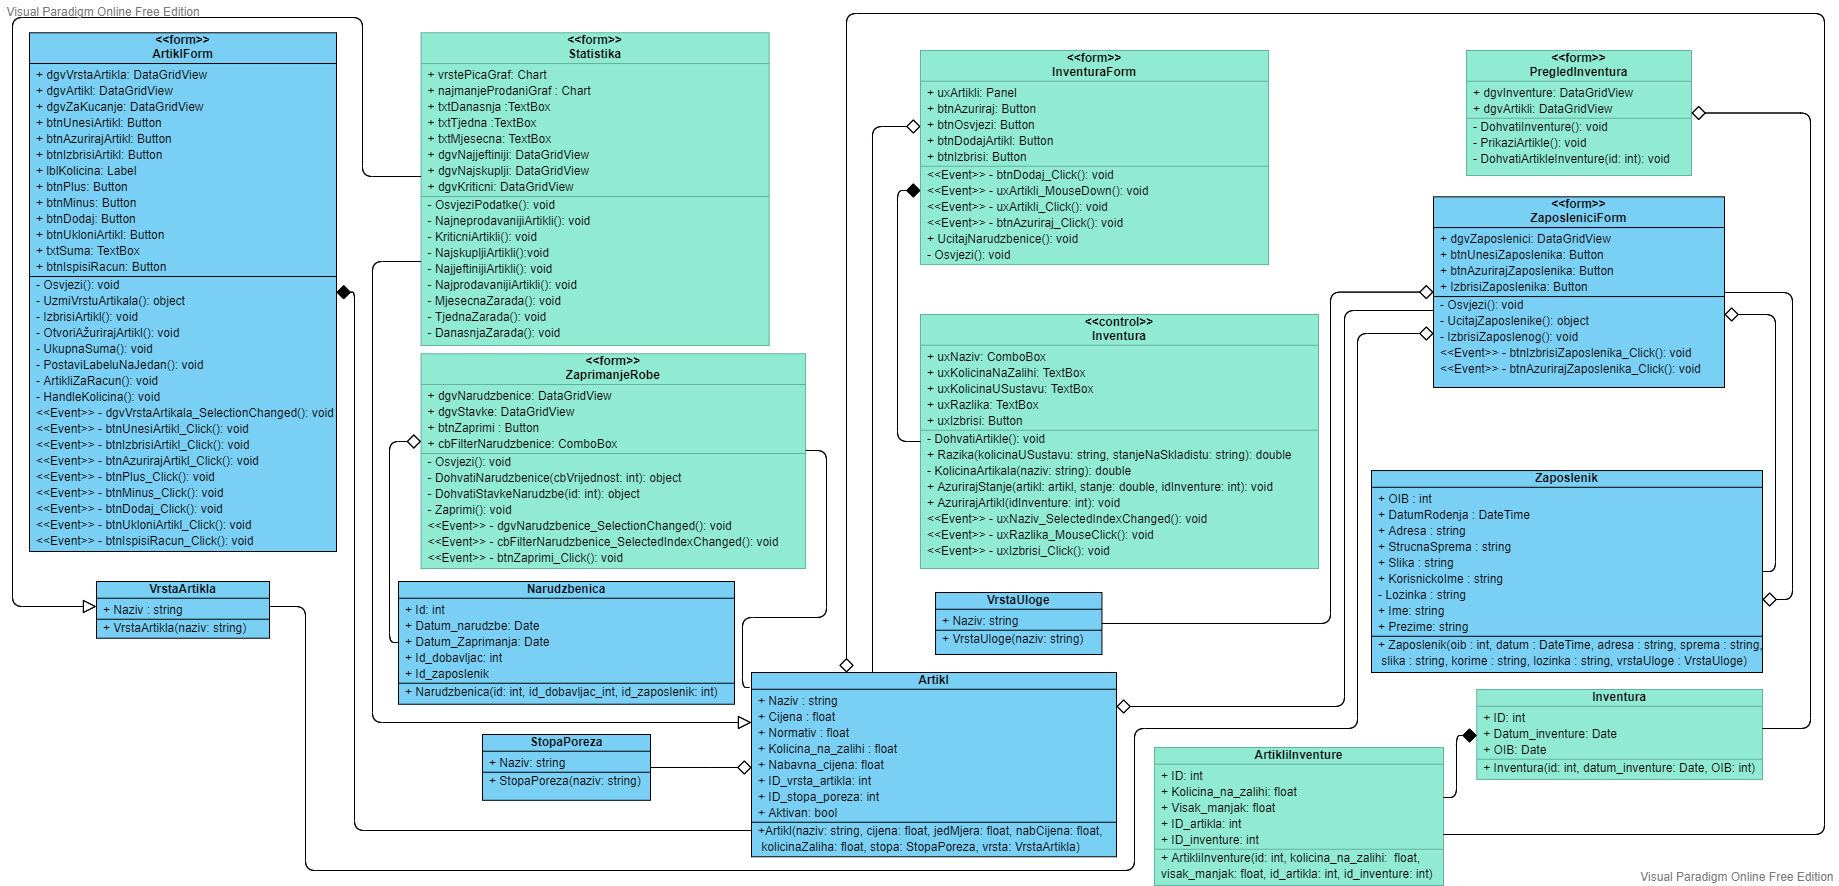 Visual Paradigm Online Free Edition
<<form>>
ArtiklForm
+ dgvVrstaArtikla: DataGridView
+ dgvArtikl: DataGridView
+ dgvZaKucanje: DataGridView
+ btnUnesiArtikl: Button
+ btnAzurirajArtikl: Button
+ btnIzbrisiArtikl: Button
+ lblKolicina: Label
+ btnPlus: Button
+ btnMinus: Button
+ btnDodaj: Button
+ btnUkloniArtikl: Button
+ txtSuma: TextBox
+ btnIspisiRacun: Button
- Osvjezi(): void
- UzmiVrstuArtikala(): object
- IzbrisiArtikl(): void
- OtvoriAžurirajArtikl(): void
- UkupnaSuma(): void
- PostaviLabeluNaJedan(): void
- ArtikliZaRacun(): void
- HandleKolicina(): void
<<Event>> - dgvVrstaArtikala_SelectionChanged(): void
<<Event>> - btnUnesiArtikl_Click(): void
<<Event>> - btnIzbrisiArtikl_Click(): void
<<Event>> - btnAzurirajArtikl_Click(): void
<<Event>> - btnPlus_Click(): void
<<Event>> - btnMinus_Click(): void
<<Event>> - btnDodaj_Click(): void
<<Event>> - btnUkloniArtikl_Click(): void
<<Event>> - btnIspisiRacun_Click(): void
<<form>>
Statistika
+ vrstePicaGraf: Chart
+ najmanjeProdaniGraf : Chart
+ txtDanasnja :TextBox
+ txtTjedna :TextBox
+ txtMjesecna: TextBox
+ dgvNajjeftiniji: DataGridView
+ dgvNajskuplji: DataGridView
+ dgvKriticni: DataGridView
- OsvjeziPodatke(): void
- NajneprodavanijiArtikli(): void
- KriticniArtikli(): void
- NajskupljiArtikli():void
- NajjeftinijiArtikli(): void
- NajprodavanijiArtikli(): void
- MjesecnaZarada(): void
- TjednaZarada(): void
- DanasnjaZarada(): void
<<form>>
ZaprimanjeRobe
+ dgvNarudzbenice: DataGridView
+ dgvStavke: DataGridView
+ btnZaprimi : Button
+ cbFilterNarudzbenice: ComboBox
- Osvjezi(): void
- DohvatiNarudzbenice(cbVrijednost: int): object
- DohvatiStavkeNarudzbe(id: int): object
- Zaprimi(): void
<<Event>> - dgvNarudzbenice_SelectionChanged(): void
<<Event>> - cbFilterNarudzbenice_SelectedIndexChanged(): void
<<Event>> - btnZaprimi_Click(): void
<<form>>
InventuraForm
+ uxArtikli: Panel
+ btnAzuriraj: Button
+ btnOsvjezi: Button
+ btnDodajArtikl: Button
+ btnIzbrisi: Button
<<Event>> - btnDodaj_Click(): void
<<Event>> - uxArtikli_MouseDown(): void
<<Event>> - uxArtikli_Click(): void
<<Event>> - btnAzuriraj_Click(): void
+ UcitajNarudzbenice(): void
- Osvjezi(): void
<<control>>
Inventura
+ uxNaziv: ComboBox
+ uxKolicinaNaZalihi: TextBox
+ uxKolicinaUSustavu: TextBox
+ uxRazlika: TextBox
+ uxIzbrisi: Button
- DohvatiArtikle(): void
+ Razika(kolicinaUSustavu: string, stanjeNaSkladistu: string): double
- KolicinaArtikala(naziv: string): double
+ AzurirajStanje(artikl: artikl, stanje: double, idInventure: int): void
+ AzurirajArtikl(idInventure: int): void
<<Event>> - uxNaziv_SelectedIndexChanged(): void
<<Event>> - uxRazlika_MouseClick(): void
<<Event>> - uxIzbrisi_Click(): void
<<form>>
PregledInventura
+ dgvInventure: DataGridView
+ dgvArtikli: DataGridView
- DohvatiInventure(): void
- PrikaziArtikle(): void
- DohvatiArtikleInventure(id: int): void
<<form>>
ZaposleniciForm
+ dgvZaposlenici: DataGridView
+ btnUnesiZaposlenika: Button
+ btnAzurirajZaposlenika: Button
+ IzbrisiZaposlenika: Button
- Osvjezi(): void
- UcitajZaposlenike(): object
- IzbrisiZaposlenog(): void
<<Event>> - btnIzbrisiZaposlenika_Click(): void
<<Event>> - btnAzurirajZaposlenika_Click(): void
Zaposlenik
+ OIB : int
+ DatumRodenja : DateTime
+ Adresa : string
+ StrucnaSprema : string
+ Slika : string
+ KorisnickoIme : string
- Lozinka : string
+ Ime: string
+ Prezime: string
+ Zaposlenik(oib : int, datum : DateTime, adresa : string, sprema : string,
slika : string, korime : string, lozinka : string, vrstaUloge : VrstaUloge)
VrstaArtikla
+ Naziv : string
+ VrstaArtikla(naziv: string)
Narudzbenica
+ Id: int
+ Datum_narudzbe: Date
+ Datum_Zaprimanja: Date
+ Id_dobavljac: int
+ Id_zaposlenik
+ Narudzbenica(id: int, id_dobavljac_int, id_zaposlenik: int)
VrstaUloge
+ Naziv: string
+ VrstaUloge(naziv: string)
StopaPoreza
+ Naziv: string
+ StopaPoreza(naziv: string)
Artikl
+ Naziv : string
+ Cijena : float
+ Normativ : float
+ Kolicina_na_zalihi : float
+ Nabavna_cijena: float
+ ID_vrsta_artikla: int
+ ID_stopa_poreza: int
+ Aktivan: bool
+Artikl(naziv: string, cijena: float, jedMjera: float, nabCijena: float,
kolicinaZaliha: float, stopa: StopaPoreza, vrsta: VrstaArtikla)
Inventura
+ ID: int
+ Datum_inventure: Date
+ OIB: Date
+ Inventura(id: int, datum_inventure: Date, OIB: int)
ArtikliInventure
+ ID: int
+ Kolicina_na_zalihi: float
+ Visak_manjak: float
+ ID_artikla: int
+ ID_inventure: int
+ ArtikliInventure(id: int, kolicina_na_zalihi: float,
visak_manjak: float, id_artikla: int, id_inventure: int)
Visual Paradigm Online Free Edition